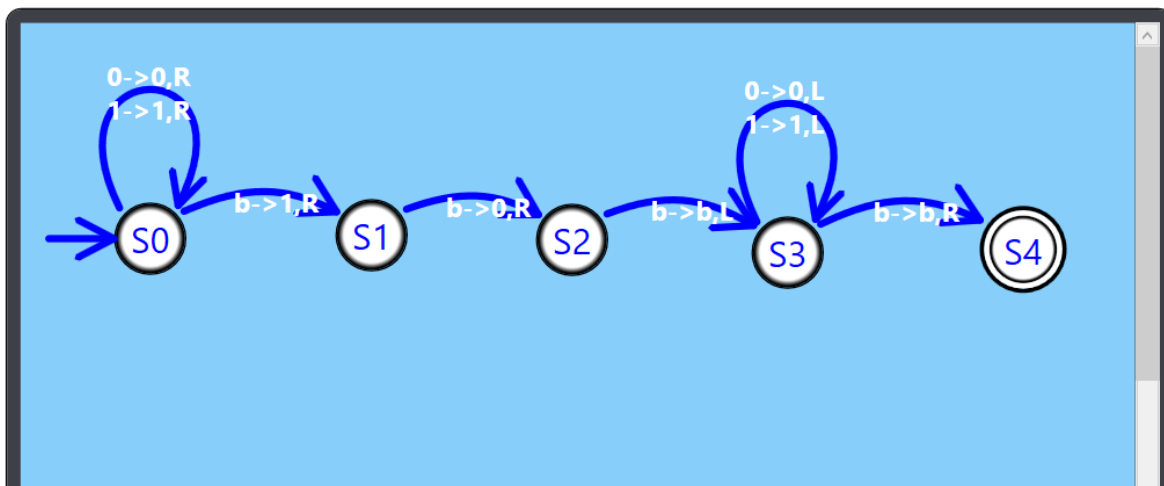 0->0,R
1->1,R
0->0,L
1->1,L
b->1,R
b->0,R
b->b,L
b->b,R
S0
S1
S2
S3
S4